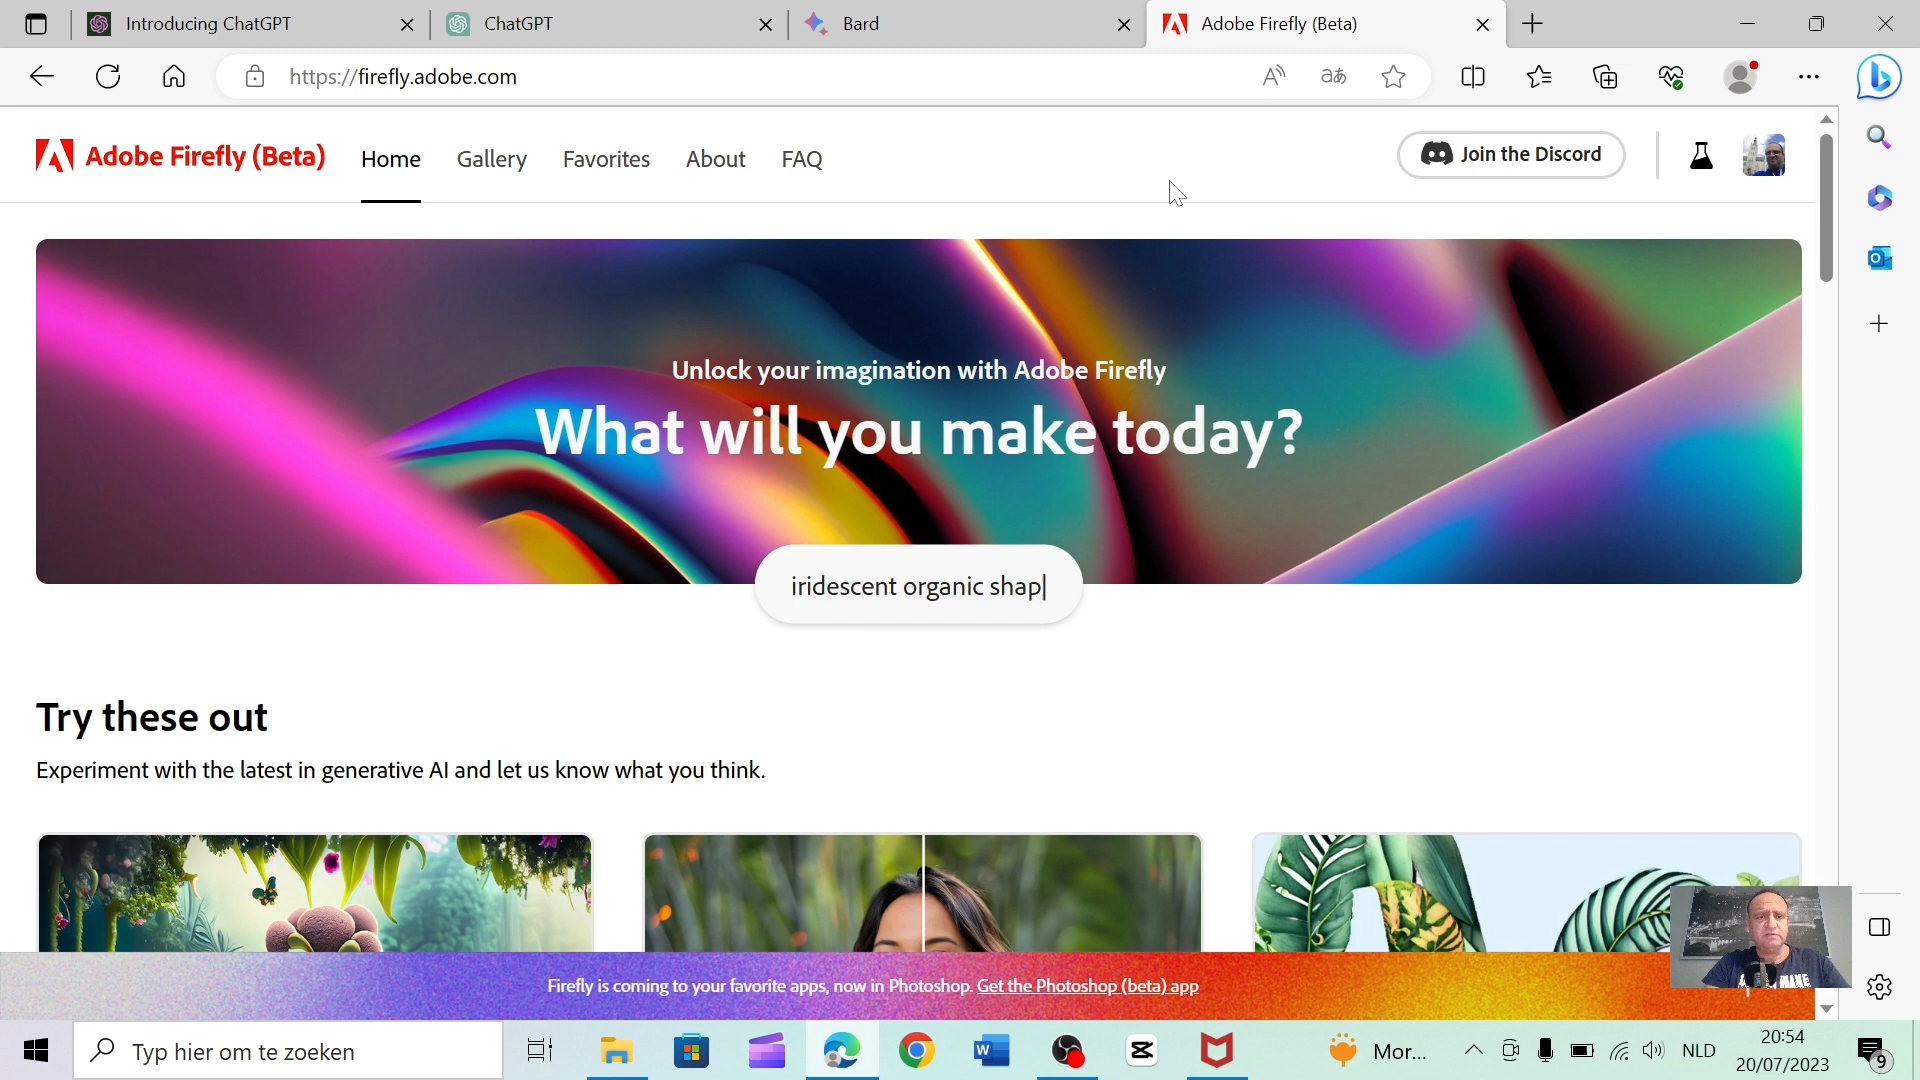 Introducing ChatGPT
ChatGPT
Bard
Adobe Firefly (Beta)
https://firefly.adobe.com
Adobe Firefly (Beta)
Home
Gallery
Favorites
About
FAQ
Join the Discord
Unlock your imagination with Adobe Firefly
What will you make today?
iridescent organic shap
Try these out
Experiment with the latest in generative AI and let us know what you think.
Firefly is coming to your favorite apps, now in Photoshop. Get the Photoshop (beta) app
Typ hier om te zoeken
Mor...
NLD
20:54
20/07/2023
9